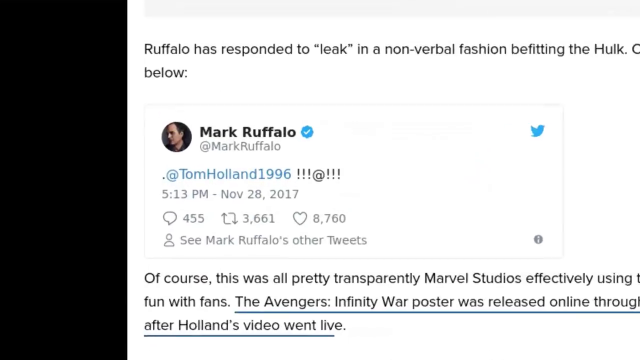 Ruffalo has responded to “leak” in a non-verbal fashion befitting the Hulk. C
below:
Mark Ruffalo
@MarkRuffalo
.@TomHolland1996 !!!@!!!
5:13 PM - Nov 28, 2017
455 3,661 8,760
See Mark Ruffalo's other Tweets
Of course, this was all pretty transparently Marvel Studios effectively using t
fun with fans. The Avengers: Infinity War poster was released online throug
after Holland’s video went live.